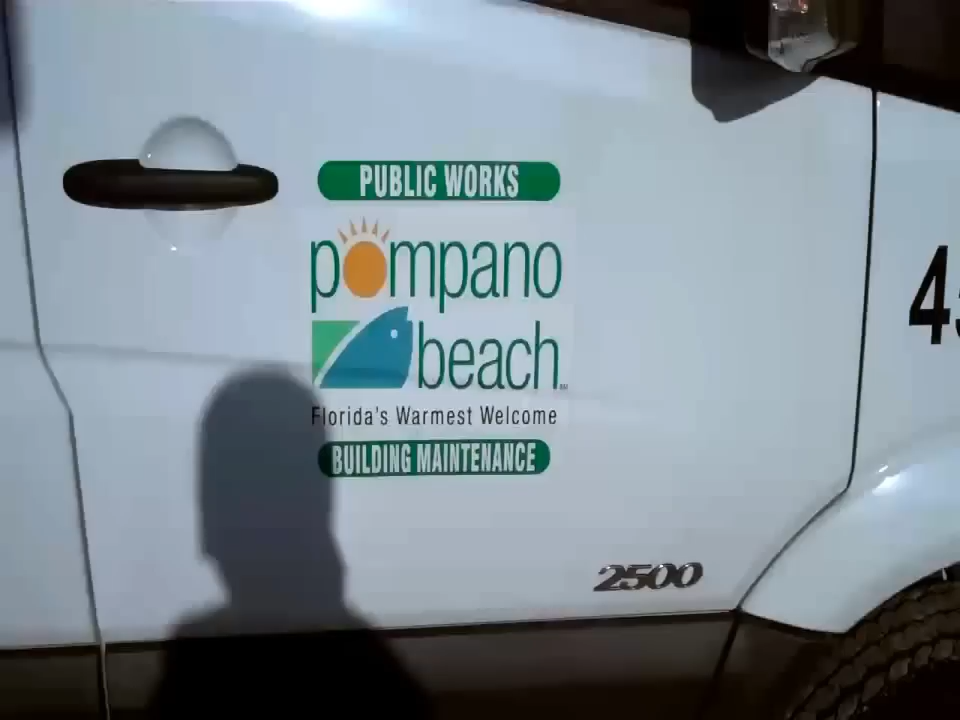 PUBLIC WORKS
pompano
beach
Florida's Warmest Welcome
BUILDING MAINTENANCE
2500